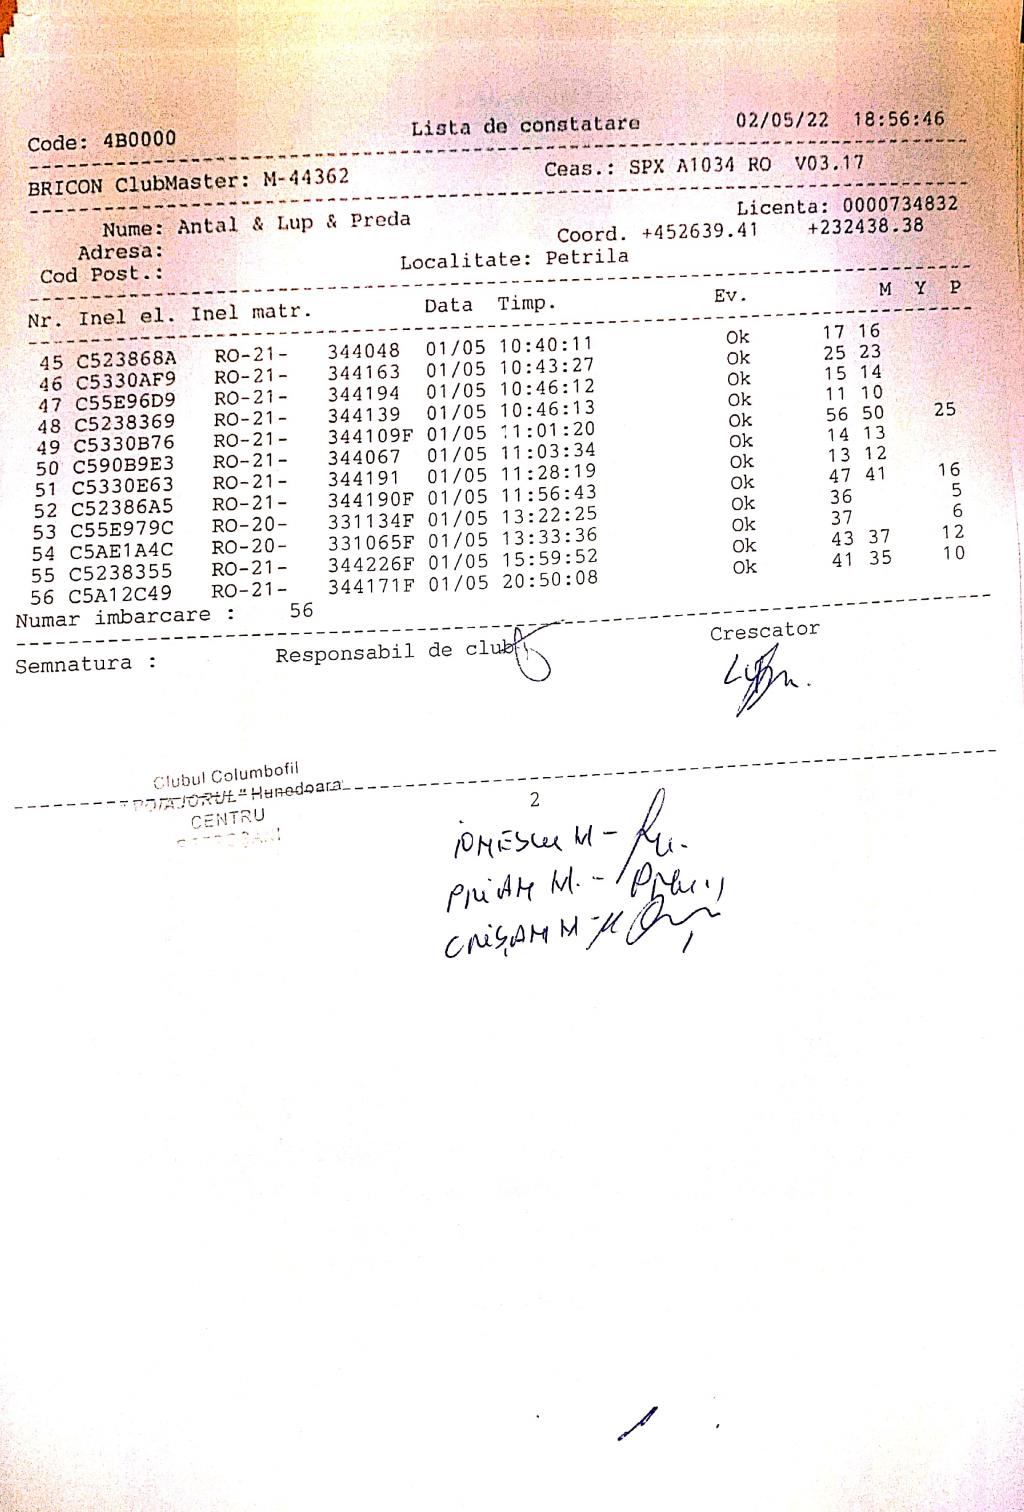 Code: 4B0000 Lista de constatare 02/05/22 18:56:46
BRICON ClubMaster: M-44362 Ceas.: SPX A1034 RO V03.17
Nume: Antal & Lup & Preda Licenta: 0000734832
Adresa: Coord. +452639.41 +232438.38
Cod Post.: Localitate: Petrila
Nr. Inel el. Inel matr. Data Timp. Ev. M Y P
45 C523868A RO-21- 344048 01/05 10:40:11 Ok 17 16
46 C5330AF9 RO-21- 344163 01/05 10:43:27 Ok 25 23
47 C55E96D9 RO-21- 344194 01/05 10:46:12 Ok 15 14
48 C5238369 RO-21- 344139 01/05 10:46:13 Ok 11 10
49 C5330B76 RO-21- 344109F 01/05 11:01:20 Ok 56 50 25
50 C590B9E3 RO-21- 344067 01/05 11:03:34 Ok 14 13
51 C5330E63 RO-21- 344191 01/05 11:28:19 Ok 13 12
52 C52386A5 RO-21- 344190F 01/05 11:56:43 Ok 47 41 16
53 C55E979C RO-20- 331134F 01/05 13:22:25 Ok 36 5
54 C5AE1A4C RO-20- 331065F 01/05 13:33:36 Ok 37 6
55 C5238355 RO-21- 344226F 01/05 15:59:52 Ok 43 37 12
56 C5A12C49 RO-21- 344171F 01/05 20:50:08 Ok 41 35 10
Numar imbarcare : 56
Semnatura : Responsabil de club Crescator
Clubul Columbofil
"POTAJORUL" Hunedoara
CENTRU
2
IONESCU M -
PRIAM M. -
CRIȘAM M -